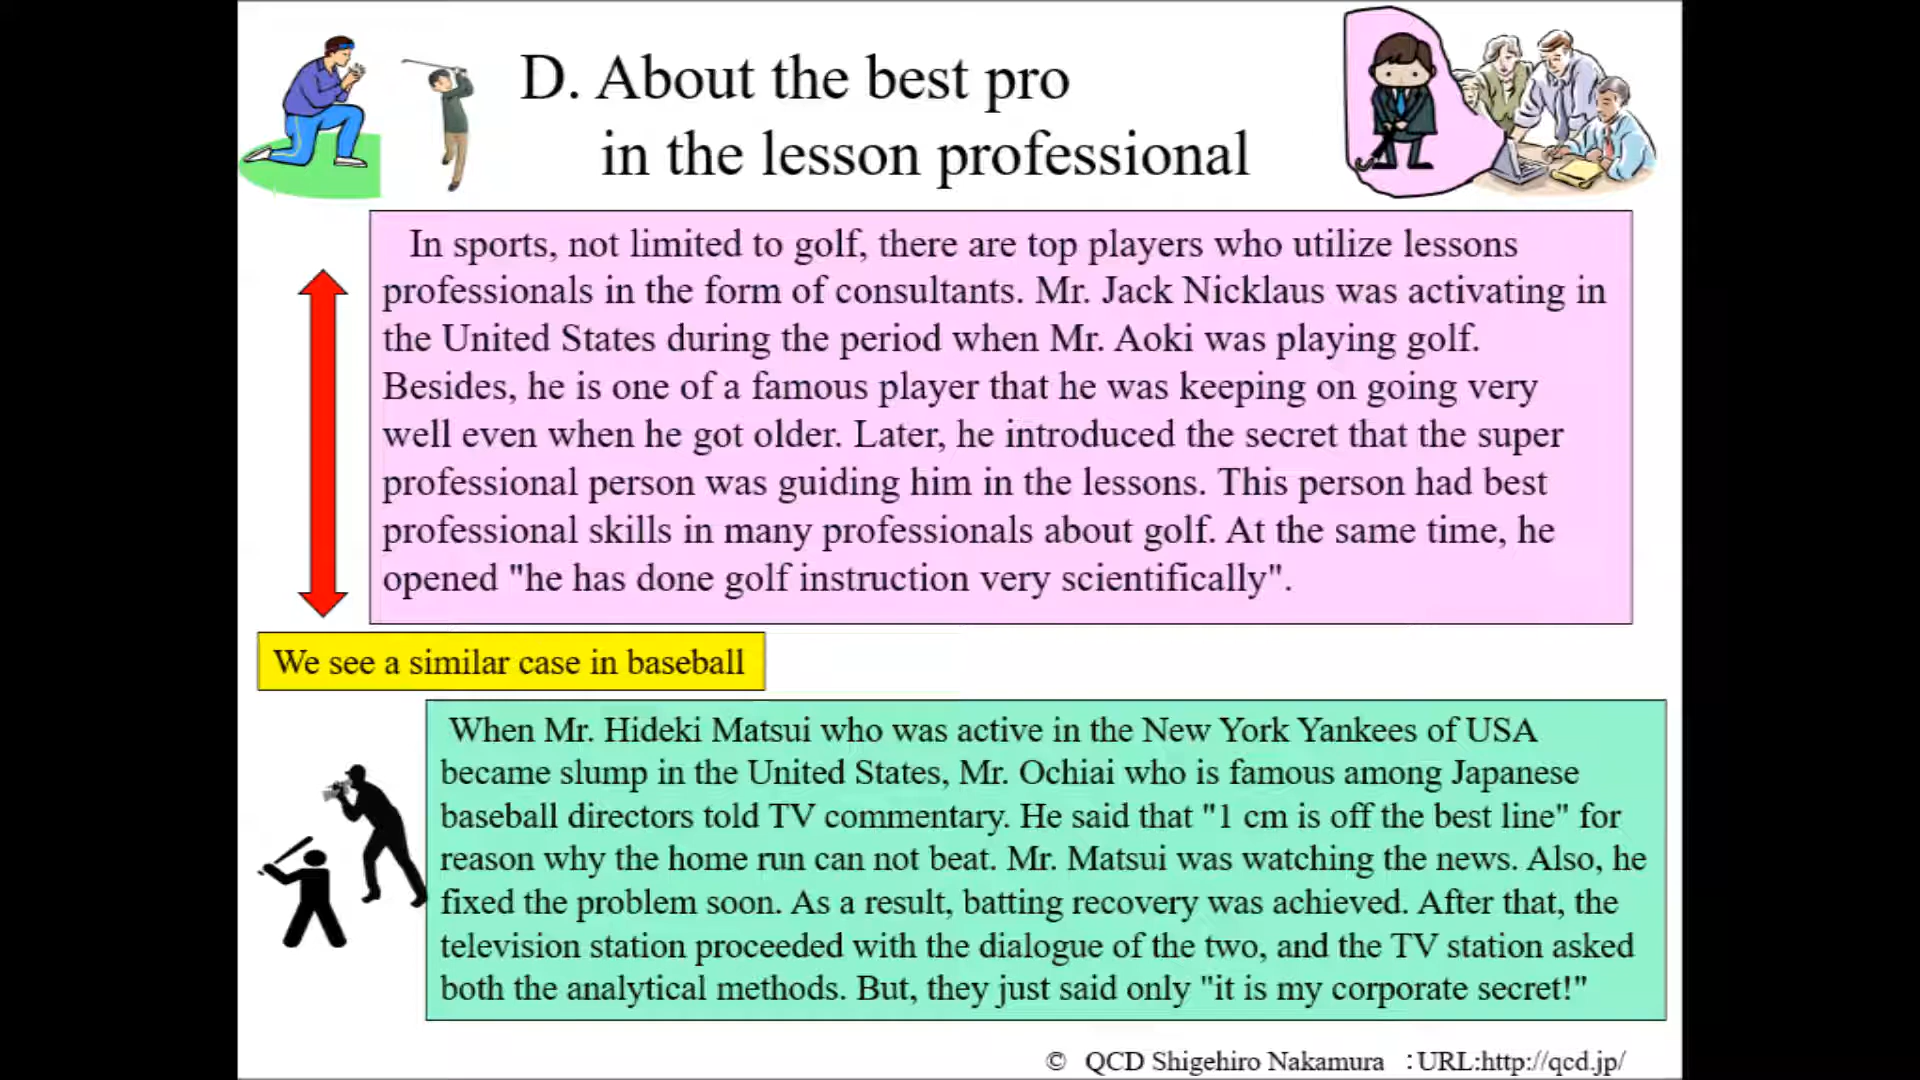 D. About the best pro
in the lesson professional
In sports, not limited to golf, there are top players who utilize lessons
professionals in the form of consultants. Mr. Jack Nicklaus was activating in
the United States during the period when Mr. Aoki was playing golf.
Besides, he is one of a famous player that he was keeping on going very
well even when he got older. Later, he introduced the secret that the super
professional person was guiding him in the lessons. This person had best
professional skills in many professionals about golf. At the same time, he
opened "he has done golf instruction very scientifically".
We see a similar case in baseball
When Mr. Hideki Matsui who was active in the New York Yankees of USA
became slump in the United States, Mr. Ochiai who is famous among Japanese
baseball directors told TV commentary. He said that "1 cm is off the best line" for
reason why the home run can not beat. Mr. Matsui was watching the news. Also, he
fixed the problem soon. As a result, batting recovery was achieved. After that, the
television station proceeded with the dialogue of the two, and the TV station asked
both the analytical methods. But, they just said only "it is my corporate secret!"
© QCD Shigehiro Nakamura :URL:http://qcd.jp/